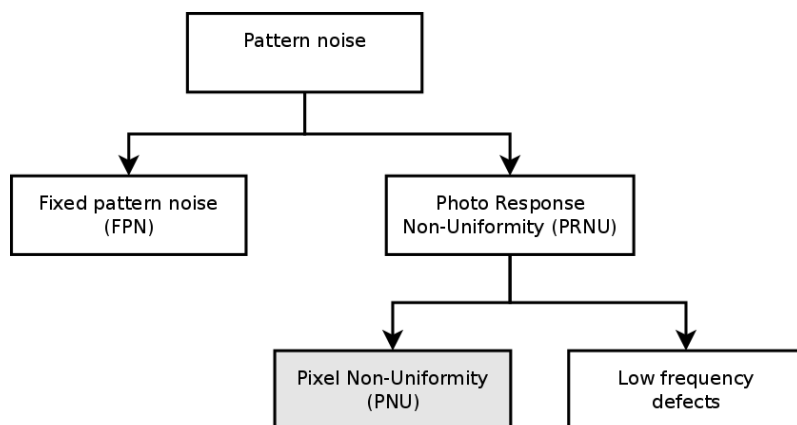 Pattern noise
Fixed pattern noise
(FPN)
Photo Response
Non-Uniformity (PRNU)
Pixel Non-Uniformity
(PNU)
Low frequency
defects